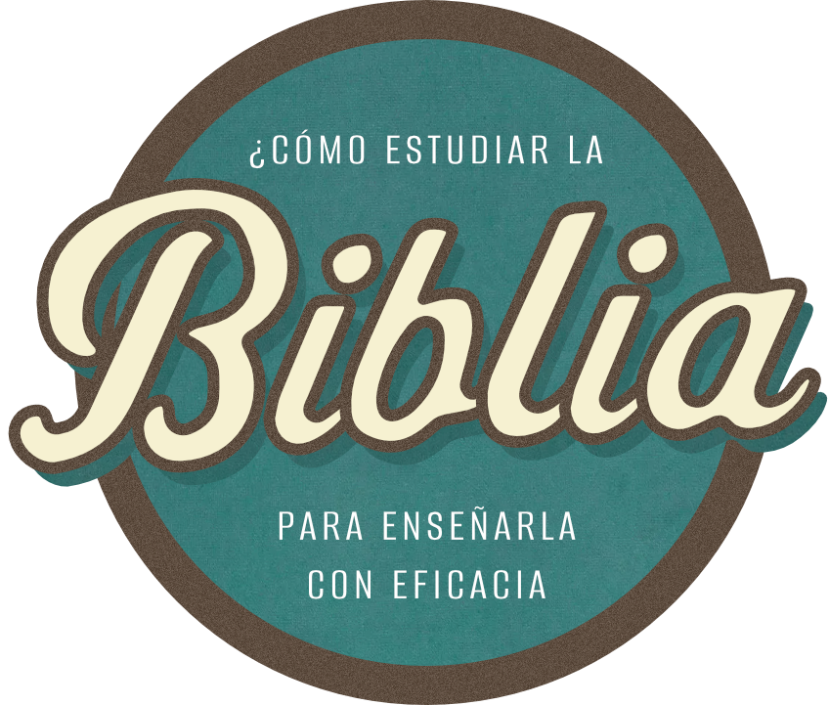 ¿CÓMO ESTUDIAR LA
Biblia
PARA ENSEÑARLA
CON EFICACIA